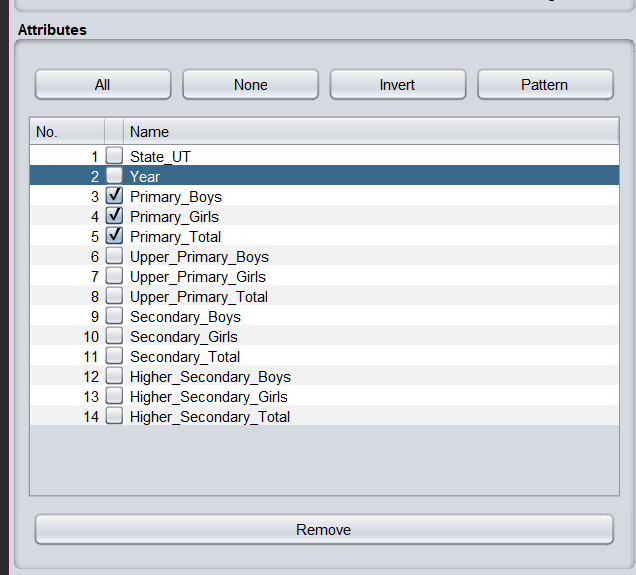 Attributes
All None Invert Pattern
No. Name
1 State_UT
2 Year
3 Primary_Boys
4 Primary_Girls
5 Primary_Total
6 Upper_Primary_Boys
7 Upper_Primary_Girls
8 Upper_Primary_Total
9 Secondary_Boys
10 Secondary_Girls
11 Secondary_Total
12 Higher_Secondary_Boys
13 Higher_Secondary_Girls
14 Higher_Secondary_Total
Remove